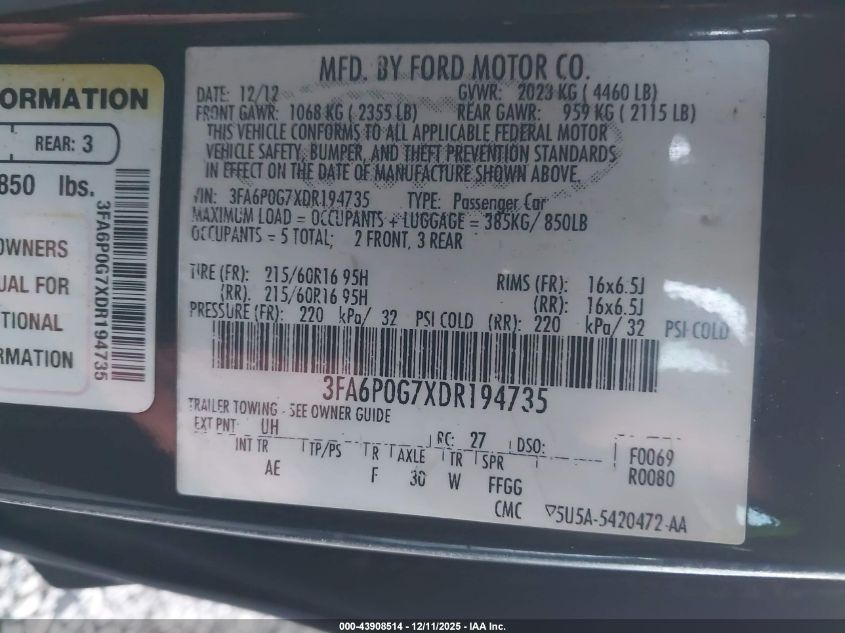 ORMATION
REAR: 3
850 lbs.
OWNERS
UAL FOR
TIONAL
RMATION
3FA6P0G7XDR194735
MFD. BY FORD MOTOR CO.
DATE: 12/12 GVWR: 2023 KG ( 4460 LB)
FRONT GAWR: 1068 KG ( 2355 LB) REAR GAWR: 959 KG ( 2115 LB)
THIS VEHICLE CONFORMS TO ALL APPLICABLE FEDERAL MOTOR
VEHICLE SAFETY, BUMPER, AND THEFT PREVENTION STANDARDS
IN EFFECT ON THE DATE OF MANUFACTURE SHOWN ABOVE.
VIN: 3FA6P0G7XDR194735 TYPE: Passenger Car
MAXIMUM LOAD = OCCUPANTS + LUGGAGE = 385KG/ 850LB
OCCUPANTS = 5 TOTAL; 2 FRONT, 3 REAR
TIRE (FR): 215/60R16 95H RIMS (FR): 16x6.5J
(RR): 215/60R16 95H (RR): 16x6.5J
PRESSURE (FR): 220 kPa/ 32 PSI COLD (RR): 220 kPa/ 32 PSI COLD
3FA6P0G7XDR194735
TRAILER TOWING - SEE OWNER GUIDE
EXT PNT: UH RC: 27 DSO: F0069
INT TR TP/PS R AXLE TR SPR R0080
AE F 30 W FFGG
CMC ▽5U5A-5420472-AA
000-43908514 - 12/11/2025 - IAA Inc.